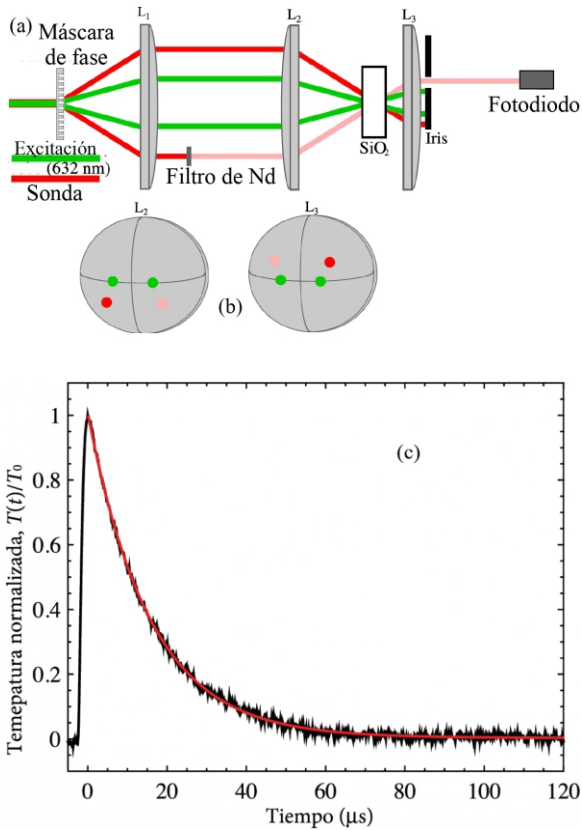 (a)
Máscara
de fase
L₁
L₂
L₃
Excitación
(632 nm)
Sonda
Filtro de Nd
SiO₂
Iris
Fotodiodo
L₂
L₃
(b)
(c)
Temepatura normalizada, T(t)/T₀
1
0.8
0.6
0.4
0.2
0
0
20
40
60
80
100
120
Tiempo (μs)